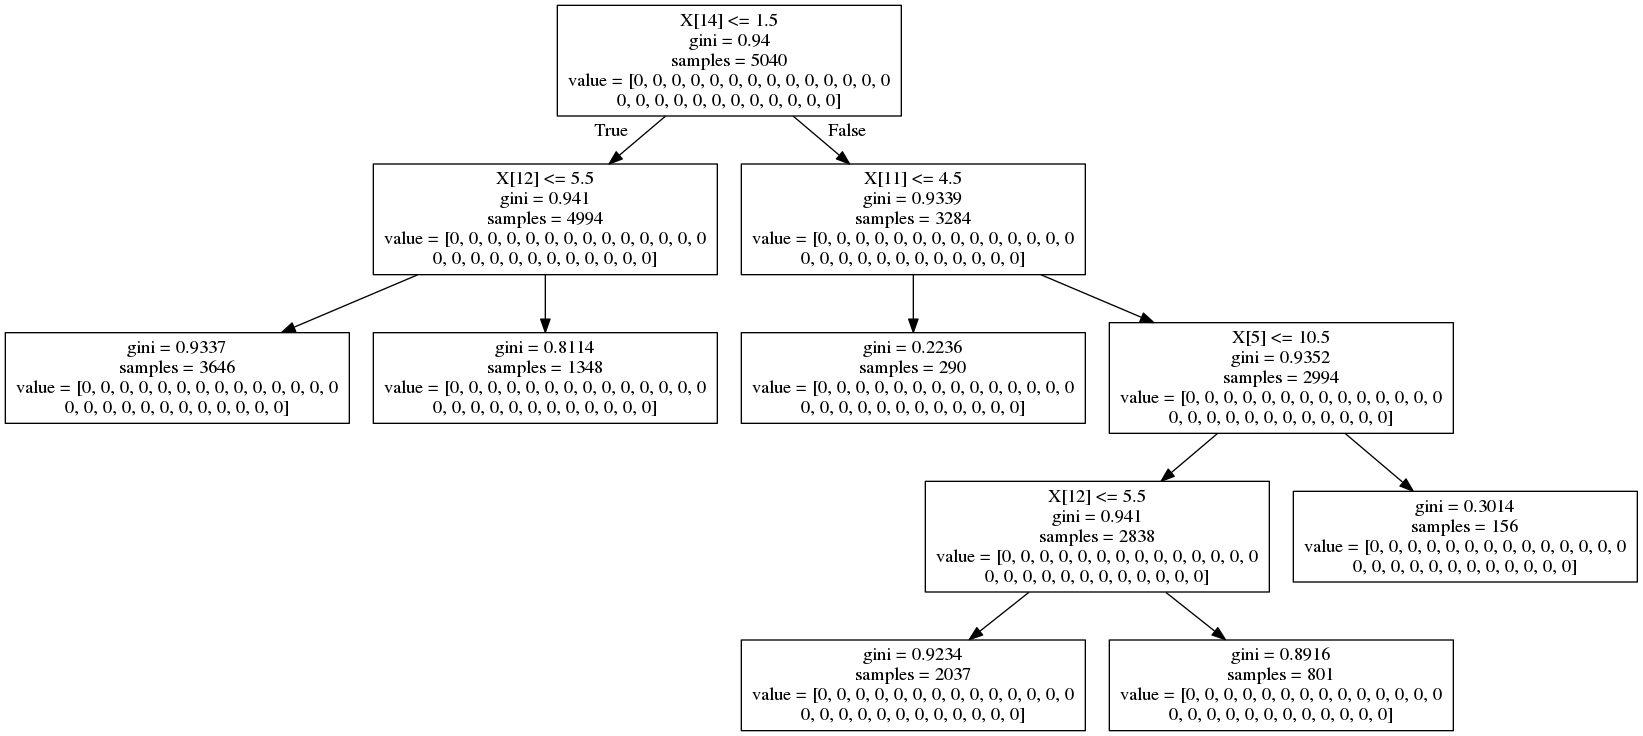 X[14] <= 1.5
gini = 0.94
samples = 5040
value = [0, 0, 0, 0, 0, 0, 0, 0, 0, 0, 0, 0, 0, 0
0, 0, 0, 0, 0, 0, 0, 0, 0, 0, 0, 0]
True
False
X[12] <= 5.5
gini = 0.941
samples = 4994
value = [0, 0, 0, 0, 0, 0, 0, 0, 0, 0, 0, 0, 0, 0
0, 0, 0, 0, 0, 0, 0, 0, 0, 0, 0, 0]
X[11] <= 4.5
gini = 0.9339
samples = 3284
value = [0, 0, 0, 0, 0, 0, 0, 0, 0, 0, 0, 0, 0, 0
0, 0, 0, 0, 0, 0, 0, 0, 0, 0, 0, 0]
gini = 0.9337
samples = 3646
value = [0, 0, 0, 0, 0, 0, 0, 0, 0, 0, 0, 0, 0, 0
0, 0, 0, 0, 0, 0, 0, 0, 0, 0, 0, 0]
gini = 0.8114
samples = 1348
value = [0, 0, 0, 0, 0, 0, 0, 0, 0, 0, 0, 0, 0, 0
0, 0, 0, 0, 0, 0, 0, 0, 0, 0, 0, 0]
gini = 0.2236
samples = 290
value = [0, 0, 0, 0, 0, 0, 0, 0, 0, 0, 0, 0, 0, 0
0, 0, 0, 0, 0, 0, 0, 0, 0, 0, 0, 0]
X[5] <= 10.5
gini = 0.9352
samples = 2994
value = [0, 0, 0, 0, 0, 0, 0, 0, 0, 0, 0, 0, 0, 0
0, 0, 0, 0, 0, 0, 0, 0, 0, 0, 0, 0]
X[12] <= 5.5
gini = 0.941
samples = 2838
value = [0, 0, 0, 0, 0, 0, 0, 0, 0, 0, 0, 0, 0, 0
0, 0, 0, 0, 0, 0, 0, 0, 0, 0, 0, 0]
gini = 0.3014
samples = 156
value = [0, 0, 0, 0, 0, 0, 0, 0, 0, 0, 0, 0, 0, 0
0, 0, 0, 0, 0, 0, 0, 0, 0, 0, 0, 0]
gini = 0.9234
samples = 2037
value = [0, 0, 0, 0, 0, 0, 0, 0, 0, 0, 0, 0, 0, 0
0, 0, 0, 0, 0, 0, 0, 0, 0, 0, 0, 0]
gini = 0.8916
samples = 801
value = [0, 0, 0, 0, 0, 0, 0, 0, 0, 0, 0, 0, 0, 0
0, 0, 0, 0, 0, 0, 0, 0, 0, 0, 0, 0]